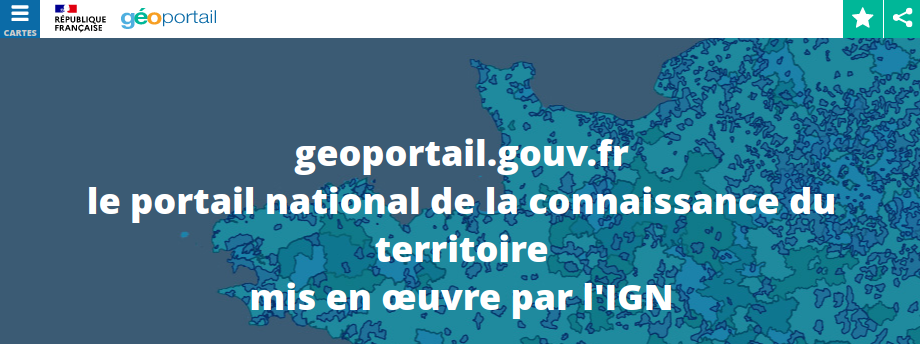 CARTES
RÉPUBLIQUE
FRANÇAISE
géoportail
geoportail.gouv.fr
le portail national de la connaissance du
territoire
mis en œuvre par l'IGN